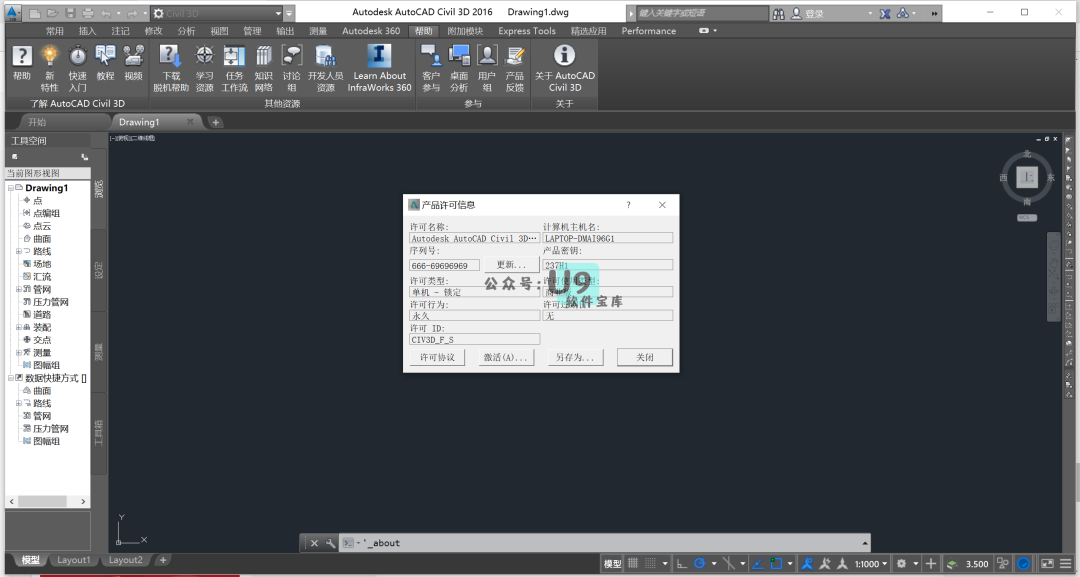 Civil 3D
Autodesk AutoCAD Civil 3D 2016 Drawing1.dwg
键入关键字或短语
登录
常用 插入 注记 修改 分析 视图 管理 输出 测量 Autodesk 360 帮助 附加模块 Express Tools 精选应用 Performance
帮助
新特性
快速入门
教程
视频
下载脱机帮助
学习资源
任务工作流
知识网络
讨论组
开发人员资源
Learn About InfraWorks 360
客户参与
桌面分析
用户组
产品反馈
关于 AutoCAD Civil 3D
了解 AutoCAD Civil 3D
其他资源
参与
关于
开始
Drawing1
工具空间
当前图形视图
Drawing1
点
点编组
点云
曲面
路线
场地
汇流
管网
压力管网
道路
装配
交点
测量
图幅组
数据快捷方式 []
曲面
路线
管网
压力管网
图幅组
浏览
设定
测量
工具箱
北
西
上
东
南
产品许可信息
?
许可名称:
计算机主机名:
Autodesk AutoCAD Civil 3D…
LAPTOP-DMAI96G1
序列号:
产品密钥:
666-69696969
更新...
237H1
许可类型:
单机 - 锁定
许可行为:
永久
无
许可 ID:
CIV3D_F_S
许可协议
激活(A)...
另存为...
关闭
公众号:
U9
软件宝库
Y
X
'_about
模型 Layout1 Layout2 +
模型
1:1000
3.500